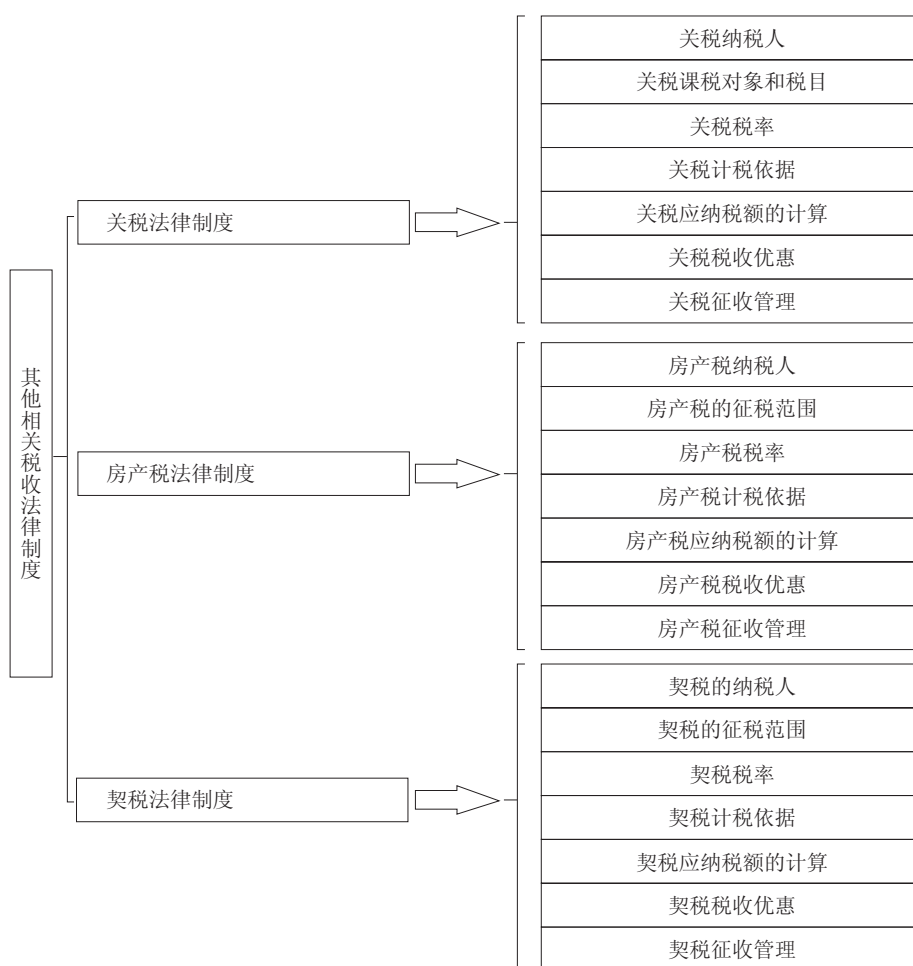 其他相关税收法律制度
关税法律制度
关税纳税人
关税课税对象和税目
关税税率
关税计税依据
关税应纳税额的计算
关税税收优惠
关税征收管理
房产税法律制度
房产税纳税人
房产税的征税范围
房产税税率
房产税计税依据
房产税应纳税额的计算
房产税税收优惠
房产税征收管理
契税法律制度
契税的纳税人
契税的征税范围
契税税率
契税计税依据
契税应纳税额的计算
契税税收优惠
契税征收管理